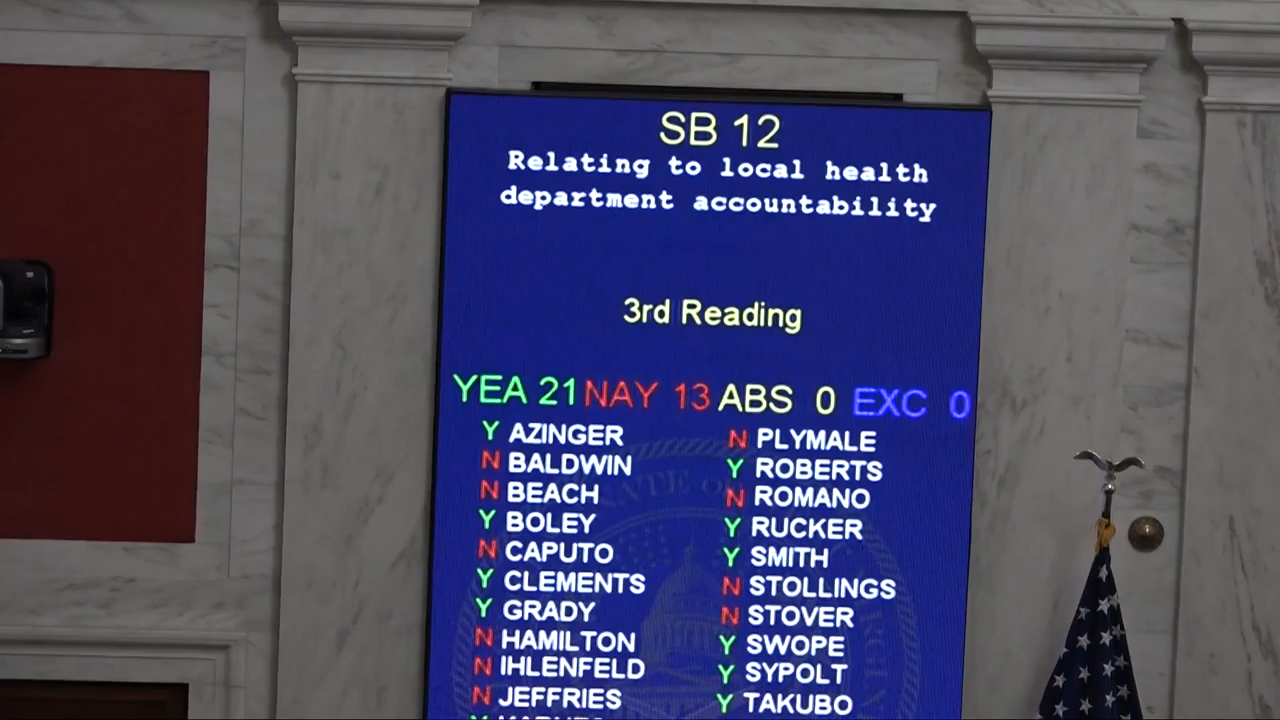 SB 12
Relating to local health
department accountability
3rd Reading
YEA 21 NAY 13 ABS 0 EXC 0
Y AZINGER
N BALDWIN
N BEACH
Y BOLEY
N CAPUTO
Y CLEMENTS
Y GRADY
N HAMILTON
N IHLENFELD
N JEFFRIES
N PLYMALE
Y ROBERTS
N ROMANO
Y RUCKER
Y SMITH
N STOLLINGS
N STOVER
Y SWOPE
Y SYPOLT
Y TAKUBO